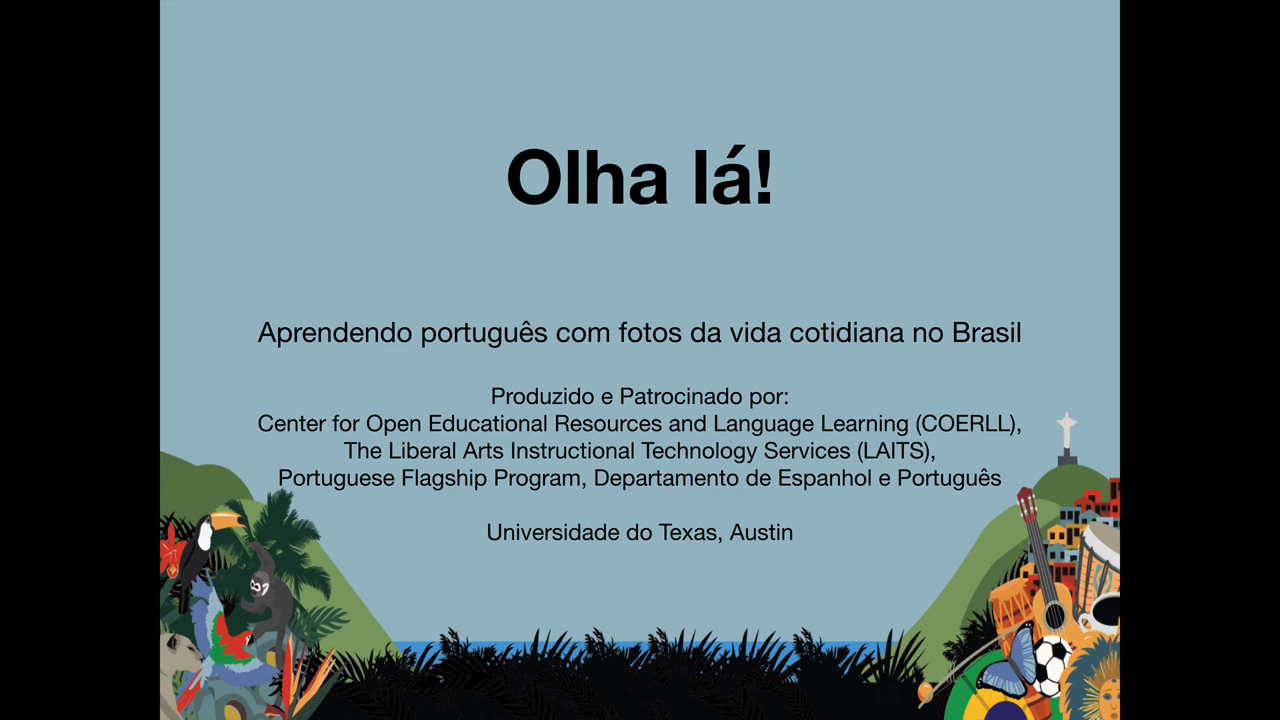 Olha lá!
Aprendendo português com fotos da vida cotidiana no Brasil
Produzido e Patrocinado por:
Center for Open Educational Resources and Language Learning (COERLL),
The Liberal Arts Instructional Technology Services (LAITS),
Portuguese Flagship Program, Departamento de Espanhol e Português
Universidade do Texas, Austin